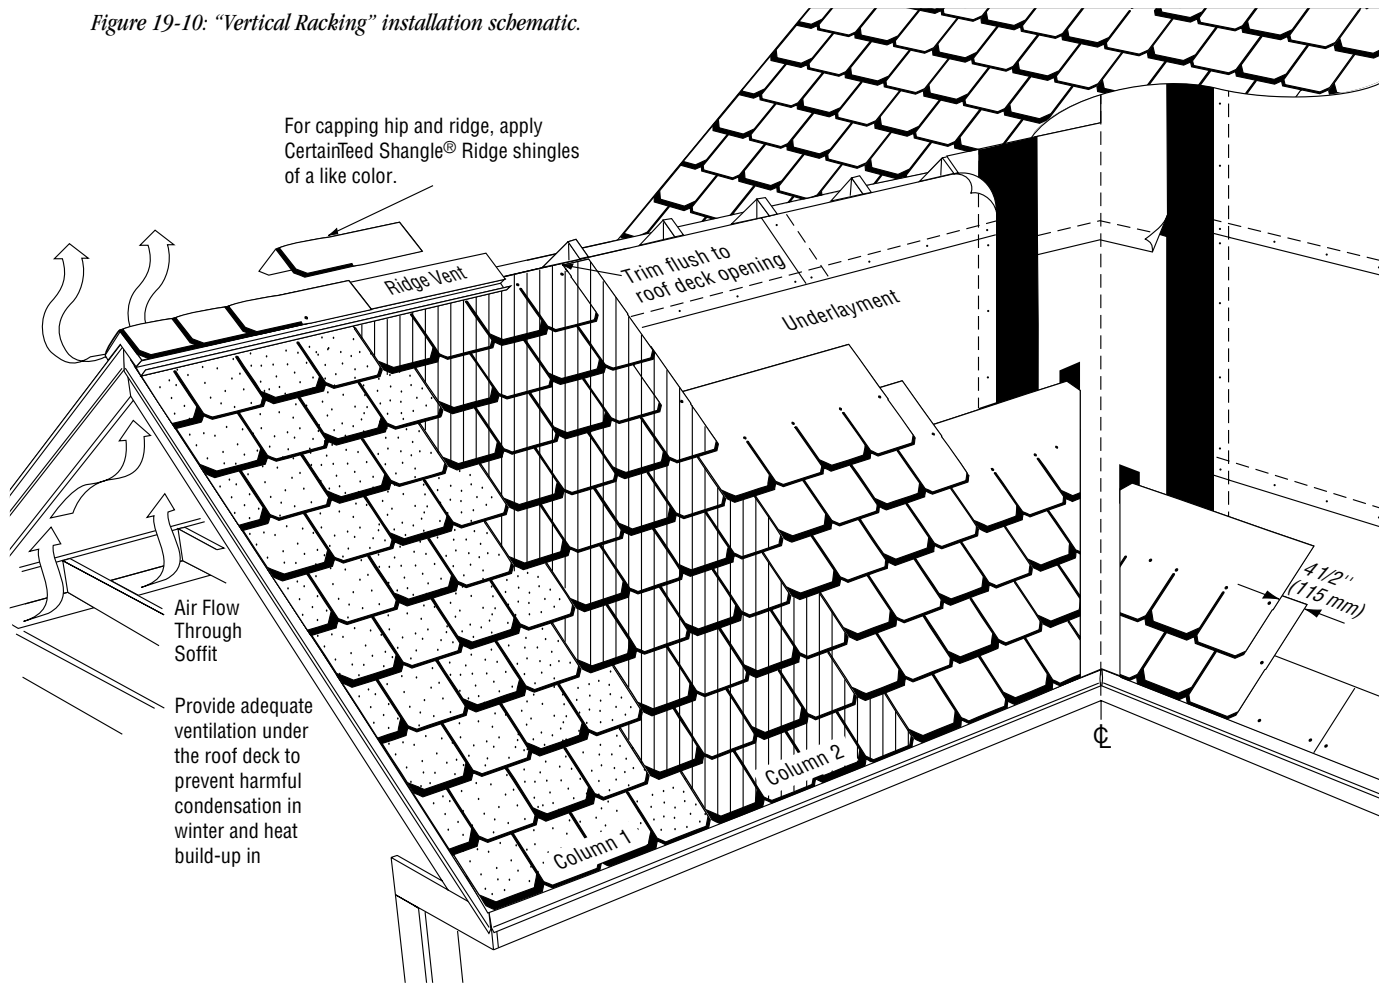 Figure 19-10: “Vertical Racking” installation schematic.
For capping hip and ridge, apply
CertainTeed Shangle® Ridge shingles
of a like color.
Ridge Vent
Trim flush to
roof deck opening
Underlayment
4 1/2''
(115 mm)
Air Flow
Through
Soffit
Provide adequate
ventilation under
the roof deck to
prevent harmful
condensation in
winter and heat
build-up in
Column 1
Column 2
℄